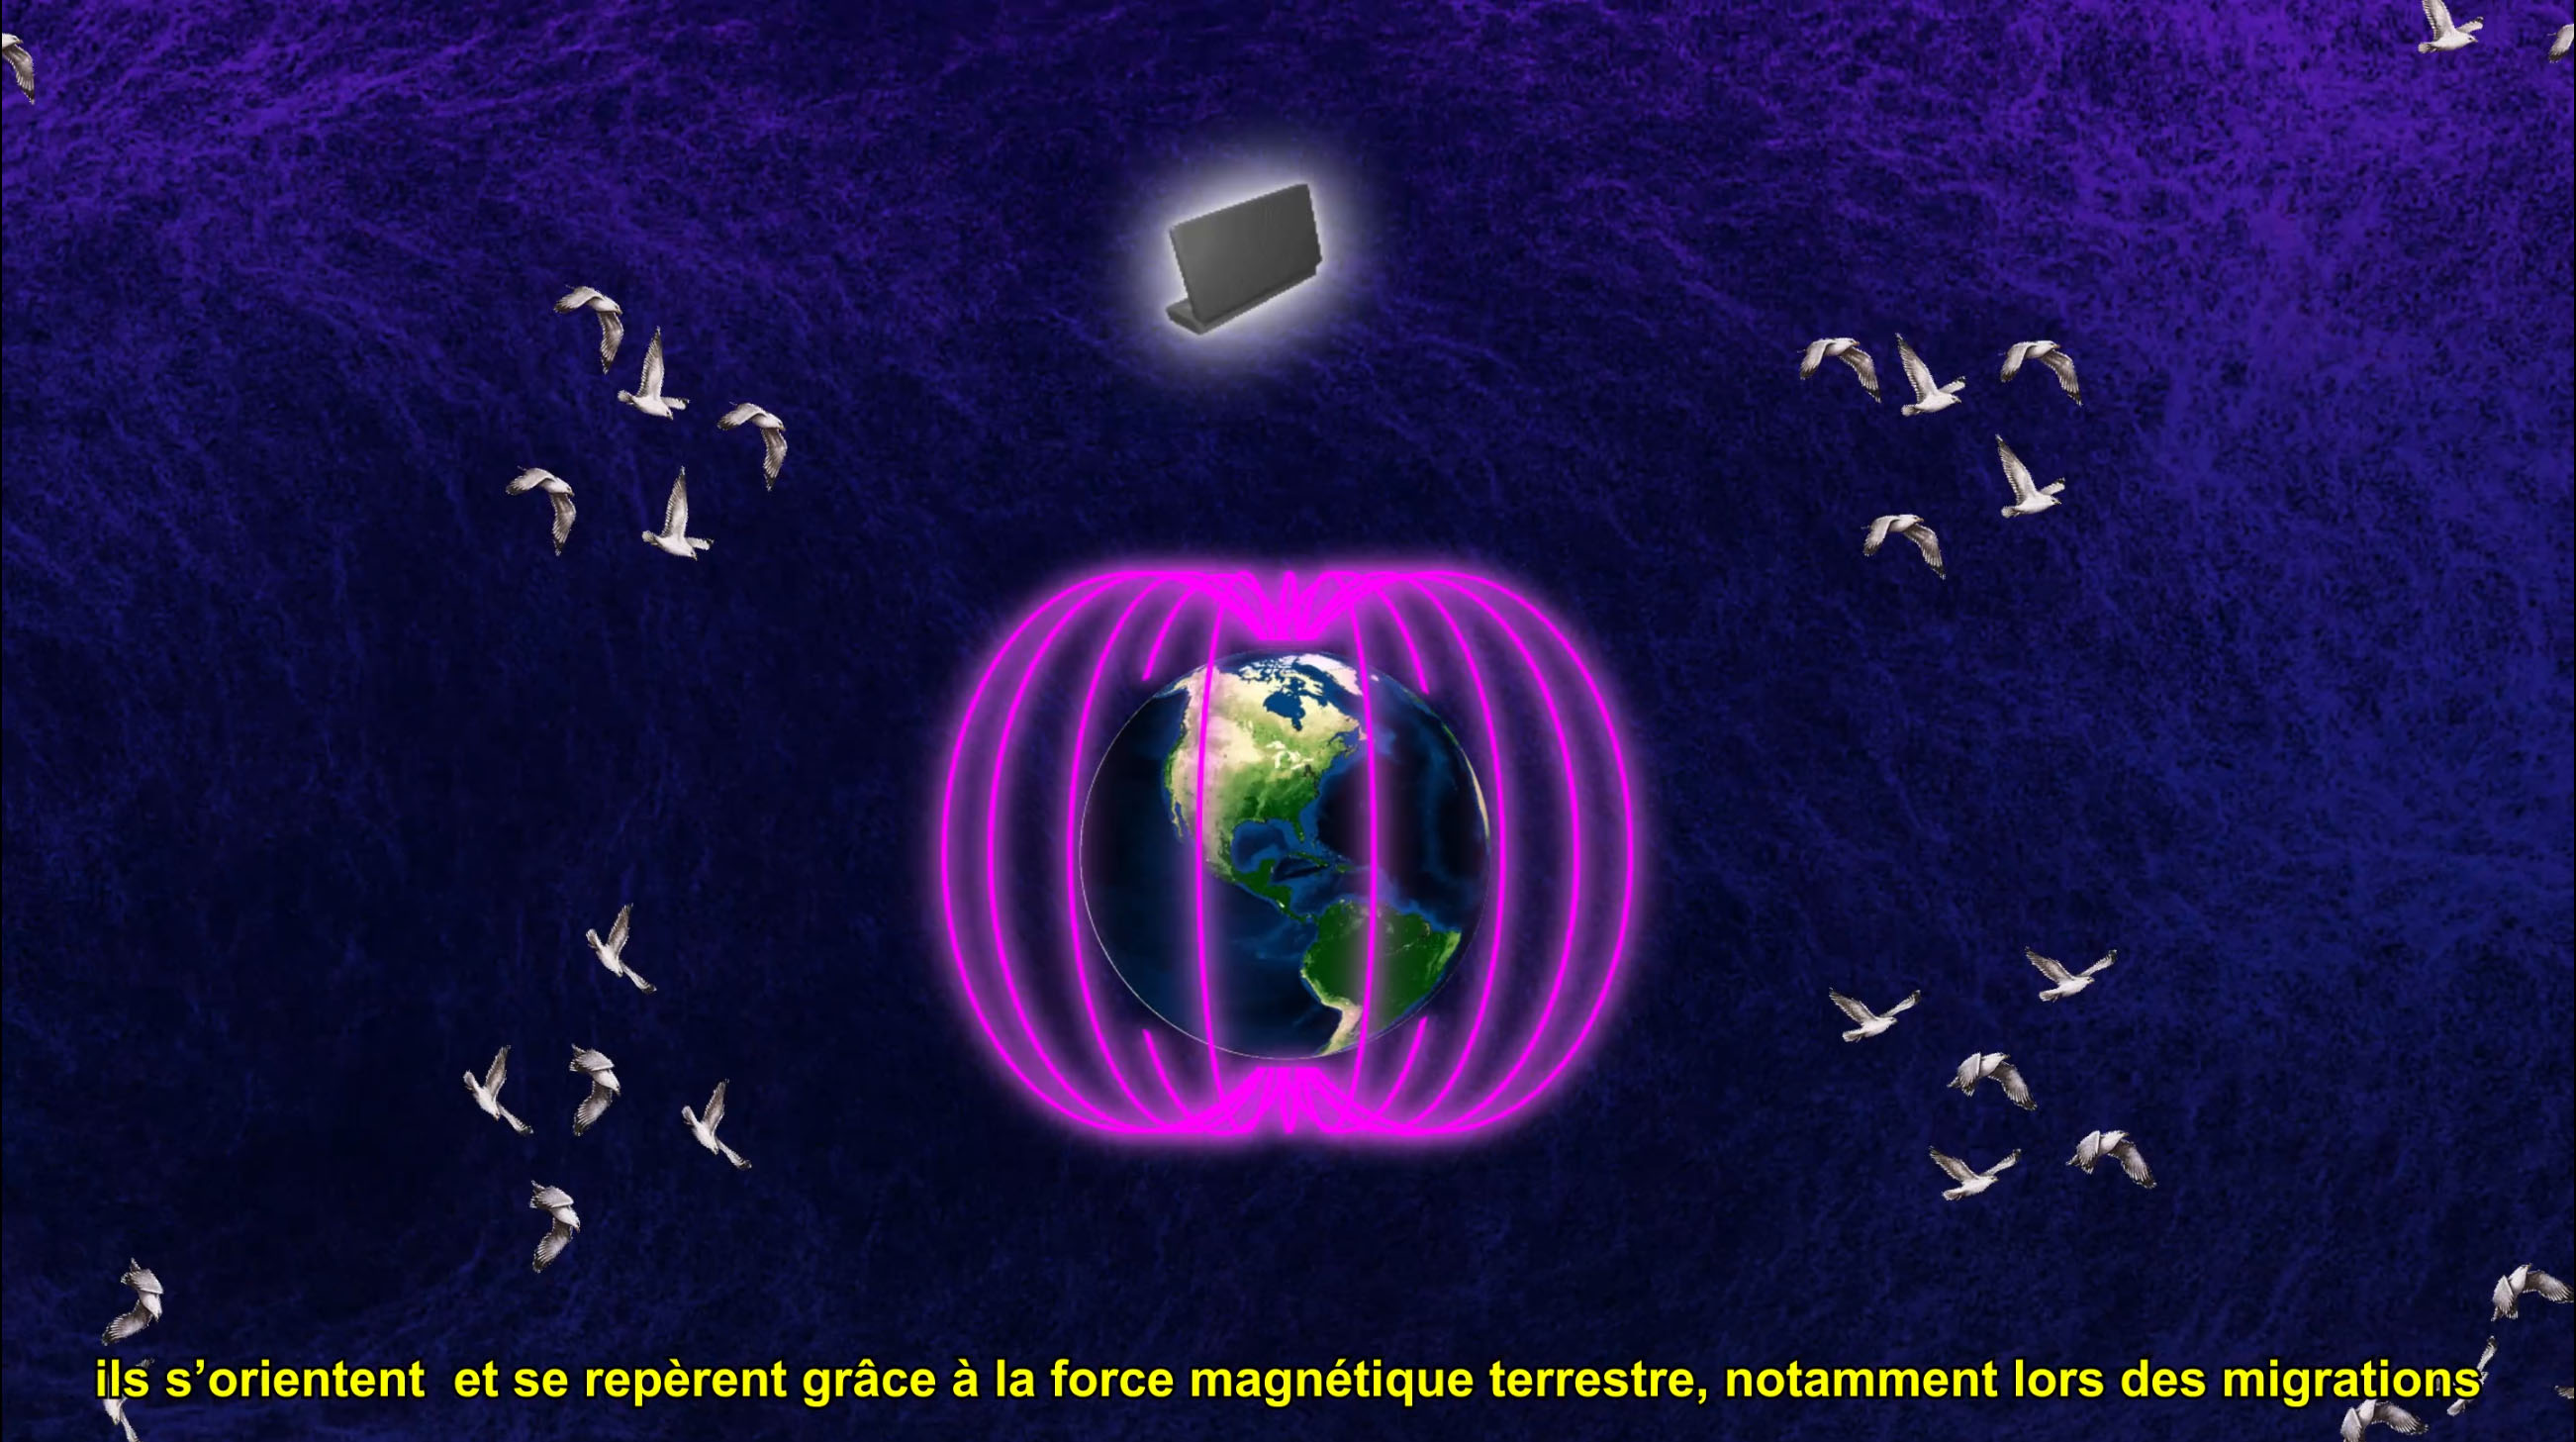 ils s’orientent  et se repèrent grâce à la force magnétique terrestre, notamment lors des migrations